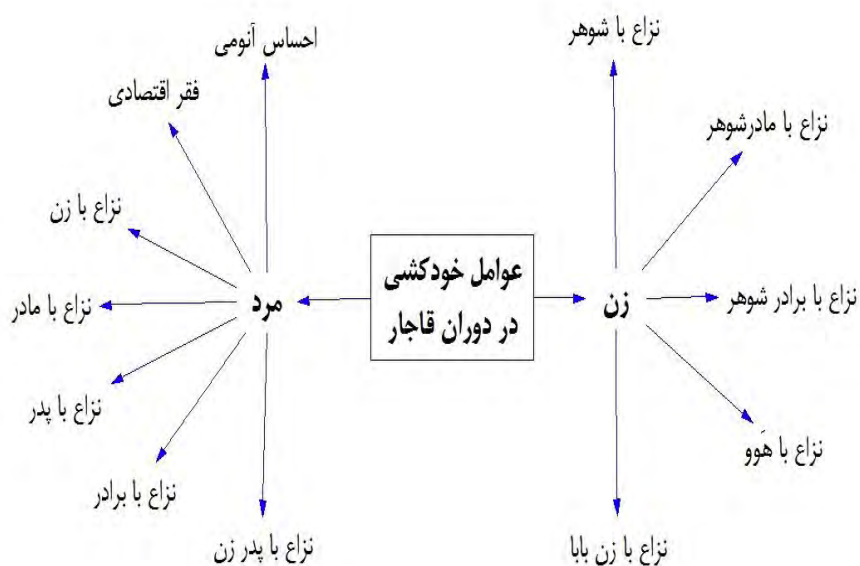 عوامل خودکشی
در دوران قاجار
زن
نزاع با شوهر
نزاع با مادرشوهر
نزاع با برادر شوهر
نزاع با هَوو
نزاع با زن بابا
مرد
احساس آنومی
فقر اقتصادی
نزاع با زن
نزاع با مادر
نزاع با پدر
نزاع با برادر
نزاع با پدر زن